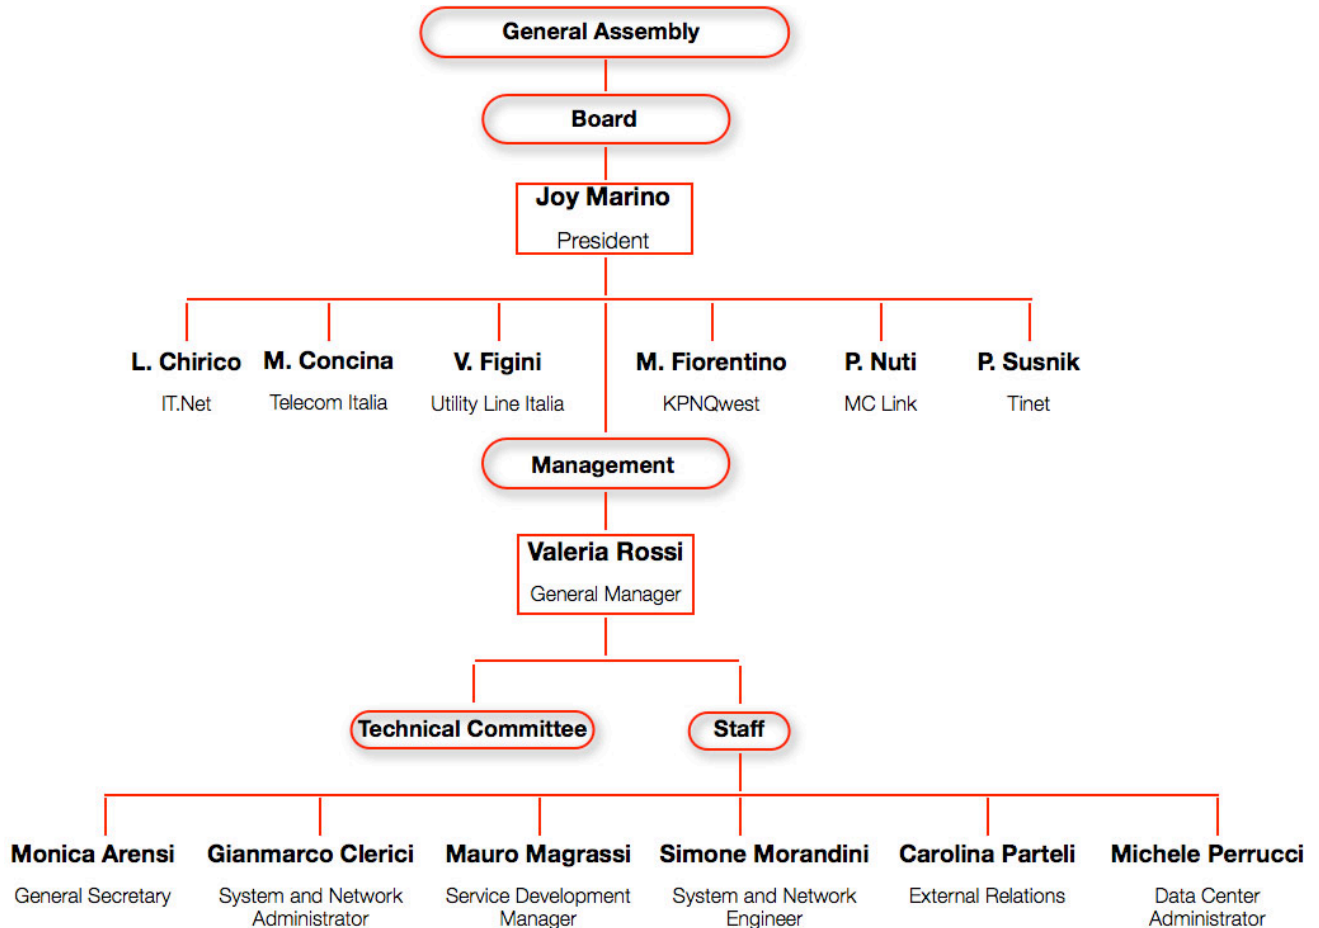 General Assembly
Board
Joy Marino
President
L. Chirico
IT.Net
M. Concina
Telecom Italia
V. Figini
Utility Line Italia
M. Fiorentino
KPNQwest
P. Nuti
MC Link
P. Susnik
Tinet
Management
Valeria Rossi
General Manager
Technical Committee
Staff
Monica Arensi
General Secretary
Gianmarco Clerici
System and Network
Administrator
Mauro Magrassi
Service Development
Manager
Simone Morandini
System and Network
Engineer
Carolina Parteli
External Relations
Michele Perrucci
Data Center
Administrator